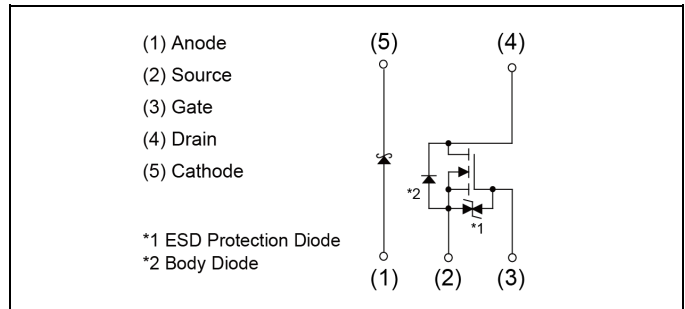 (1) Anode
(2) Source
(3) Gate
(4) Drain
(5) Cathode
*1 ESD Protection Diode
*2 Body Diode
(5) (4)
*2
*1
(1) (2) (3)